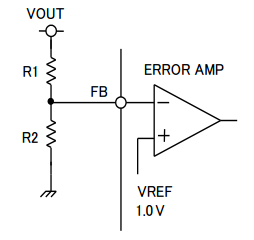 VOUT
R1
ERROR AMP
FB
−
R2
+
VREF
1.0 V